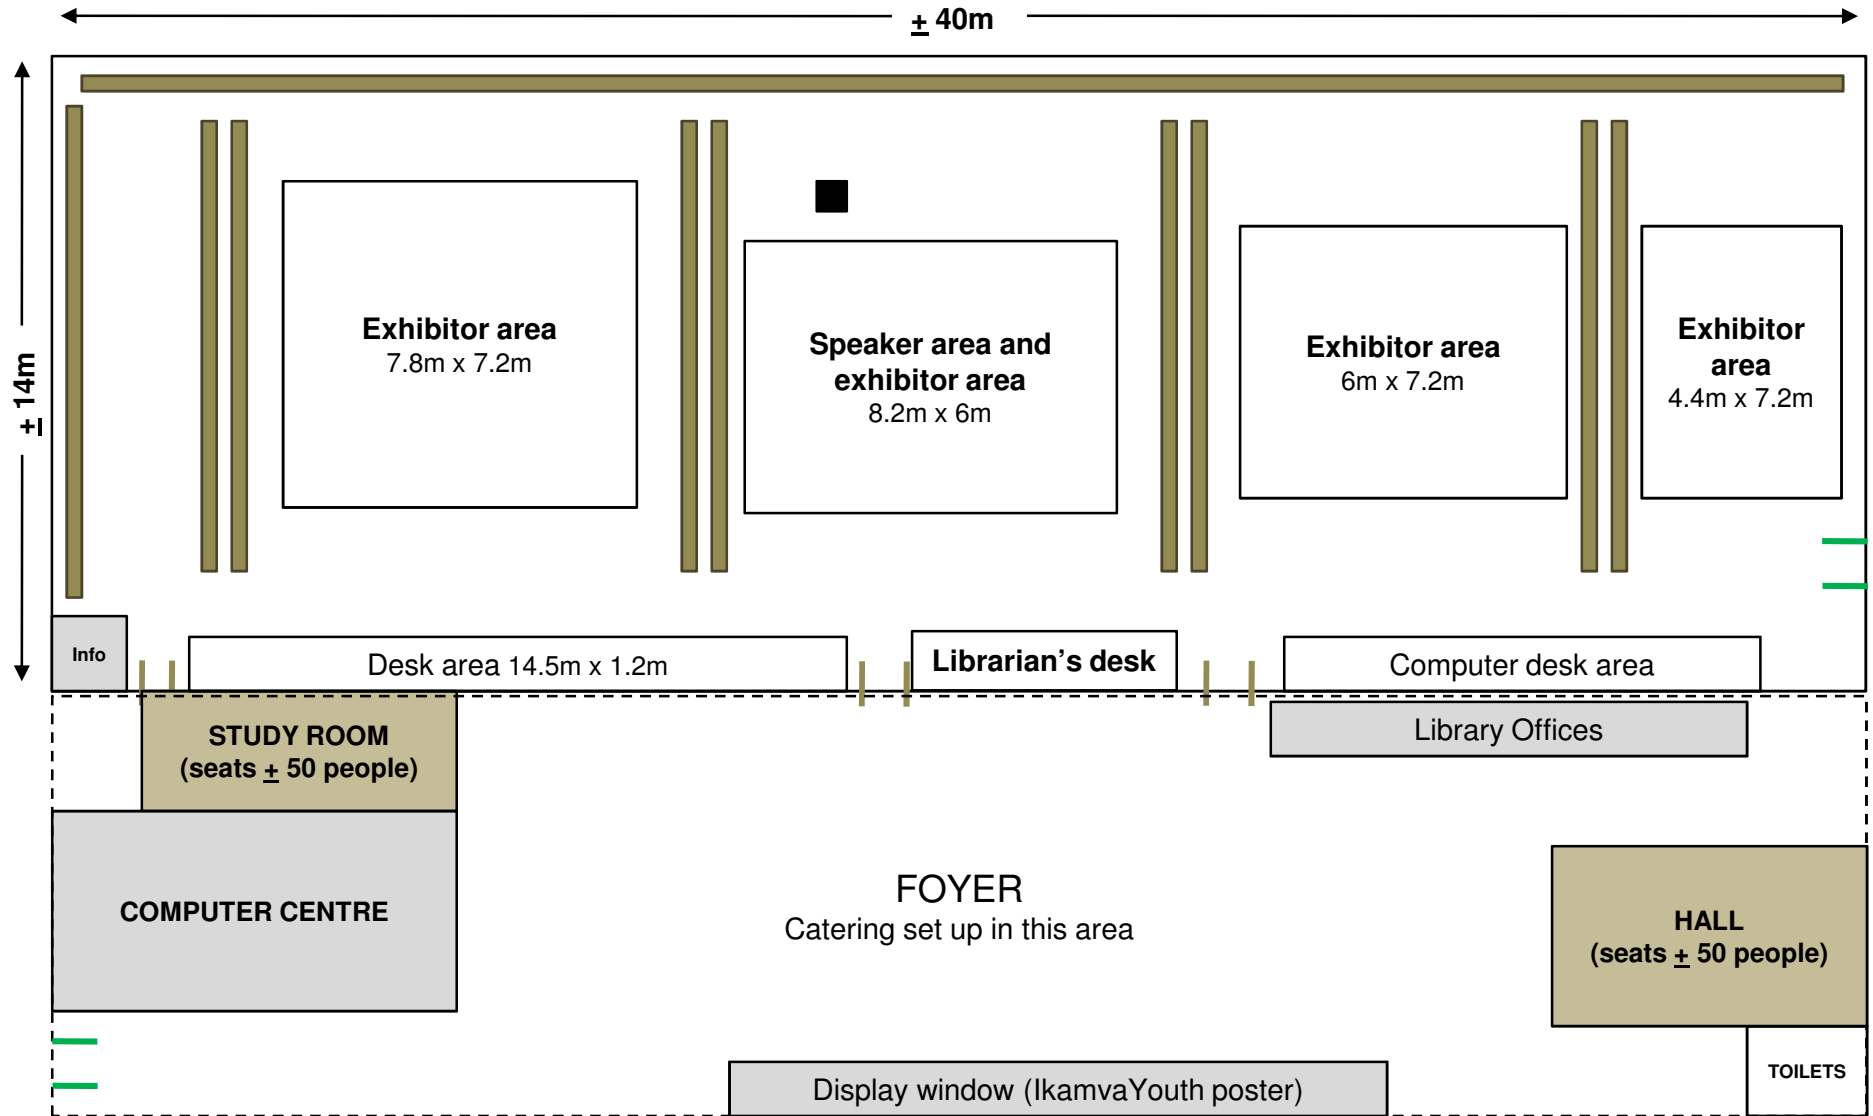 ± 40m
± 14m
Exhibitor area
7.8m x 7.2m
Speaker area and
exhibitor area
8.2m x 6m
Exhibitor area
6m x 7.2m
Exhibitor
area
4.4m x 7.2m
Info
Desk area 14.5m x 1.2m
Librarian’s desk
Computer desk area
STUDY ROOM
(seats ± 50 people)
Library Offices
COMPUTER CENTRE
FOYER
Catering set up in this area
HALL
(seats ± 50 people)
TOILETS
Display window (IkamvaYouth poster)